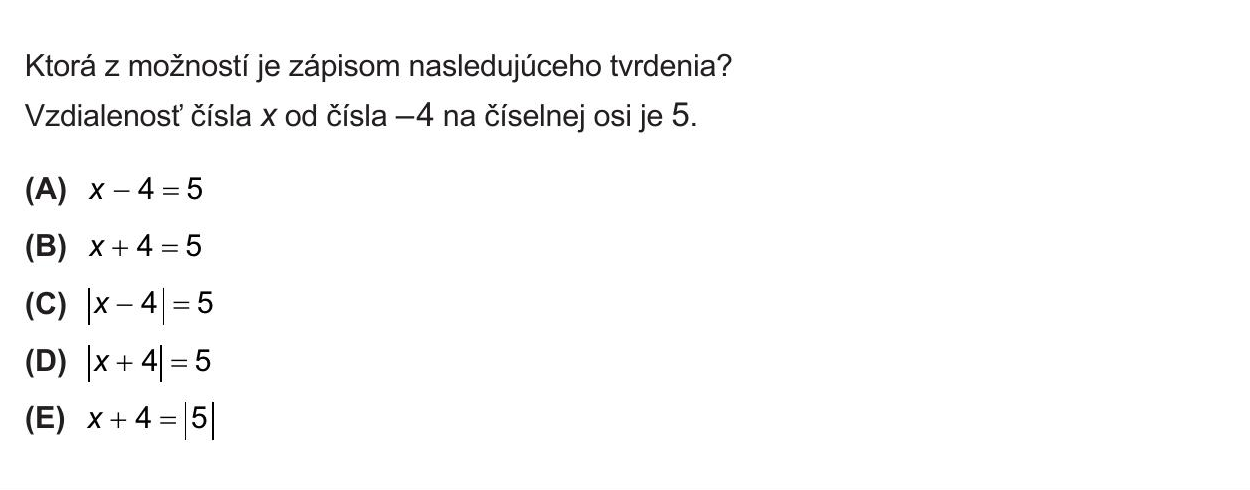 Ktorá z možností je zápisom nasledujúceho tvrdenia?
Vzdialenosť čísla x od čísla –4 na číselnej osi je 5.
(A) x – 4 = 5
(B) x + 4 = 5
(C) |x – 4| = 5
(D) |x + 4| = 5
(E) x + 4 = |5|